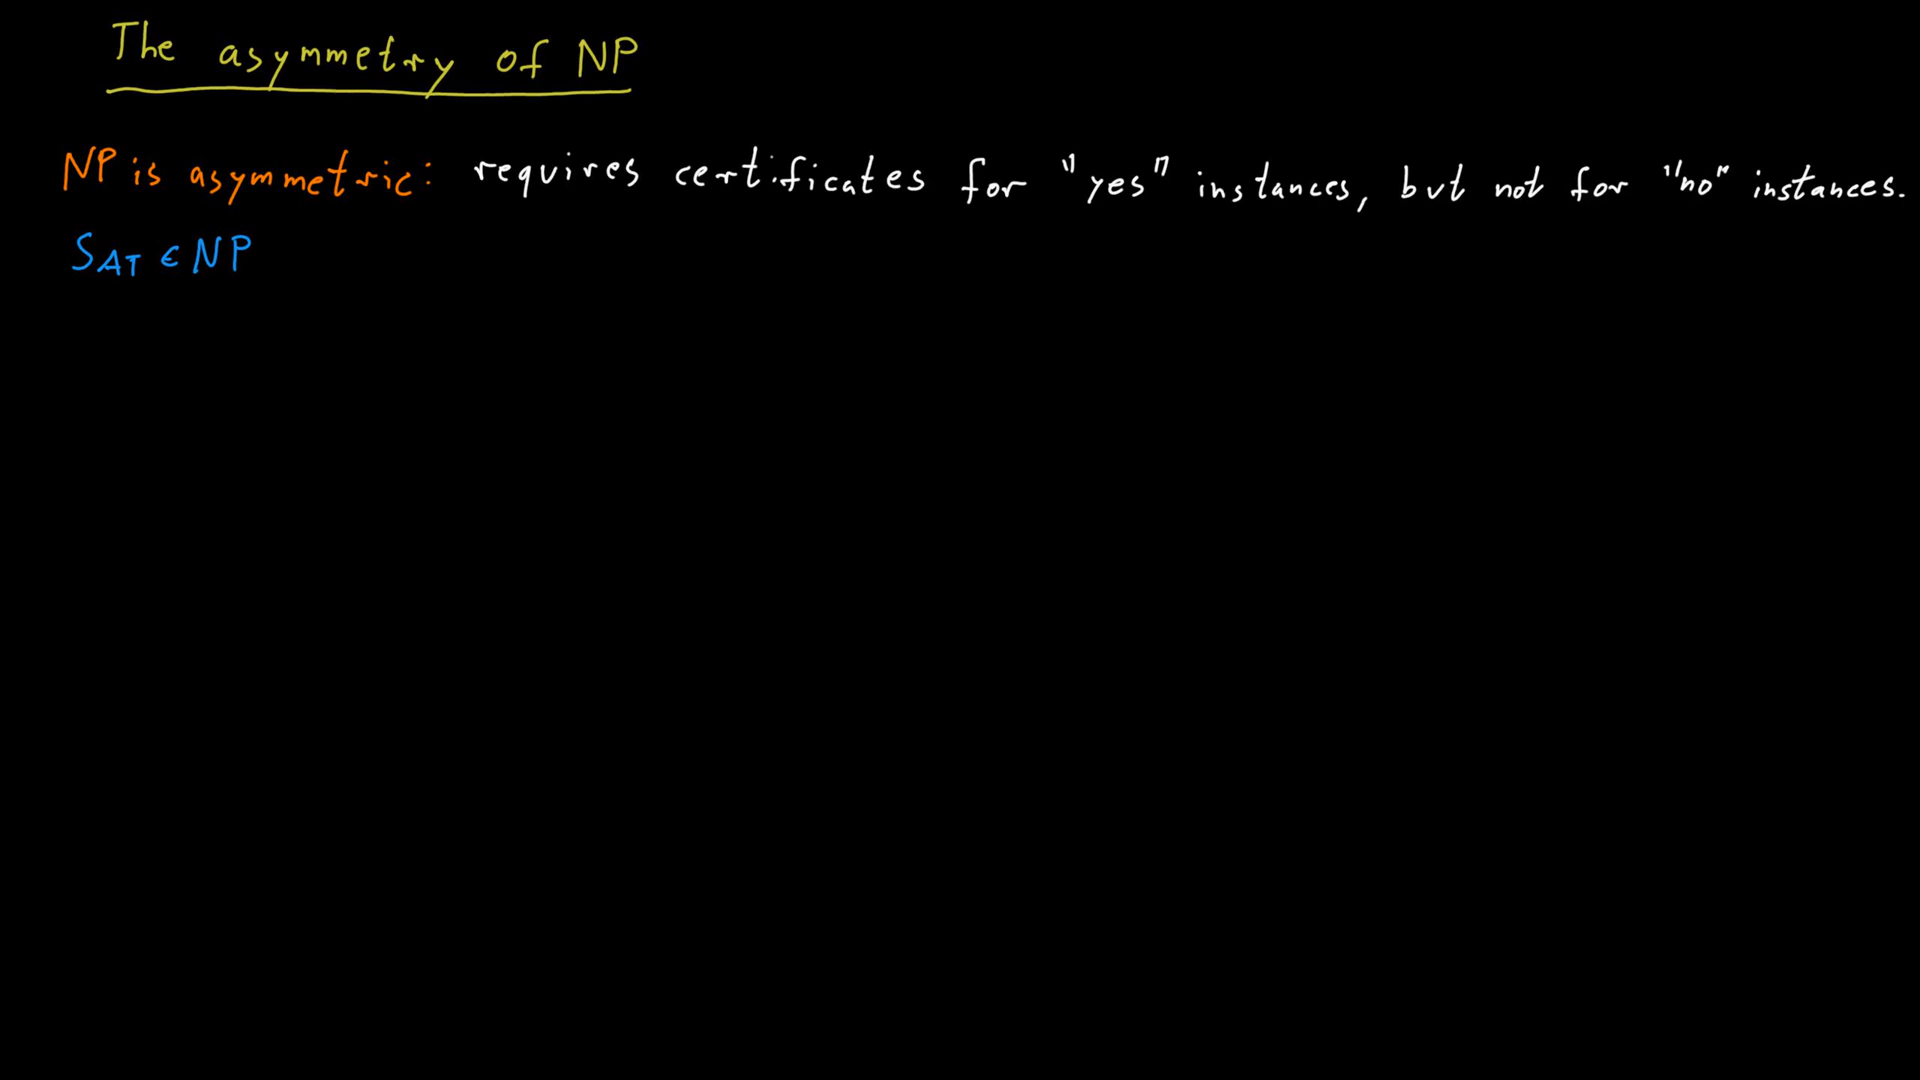 The asymmetry of NP
NP is asymmetric: requires certificates for "yes" instances, but not for "no" instances.
SAT ∈ NP